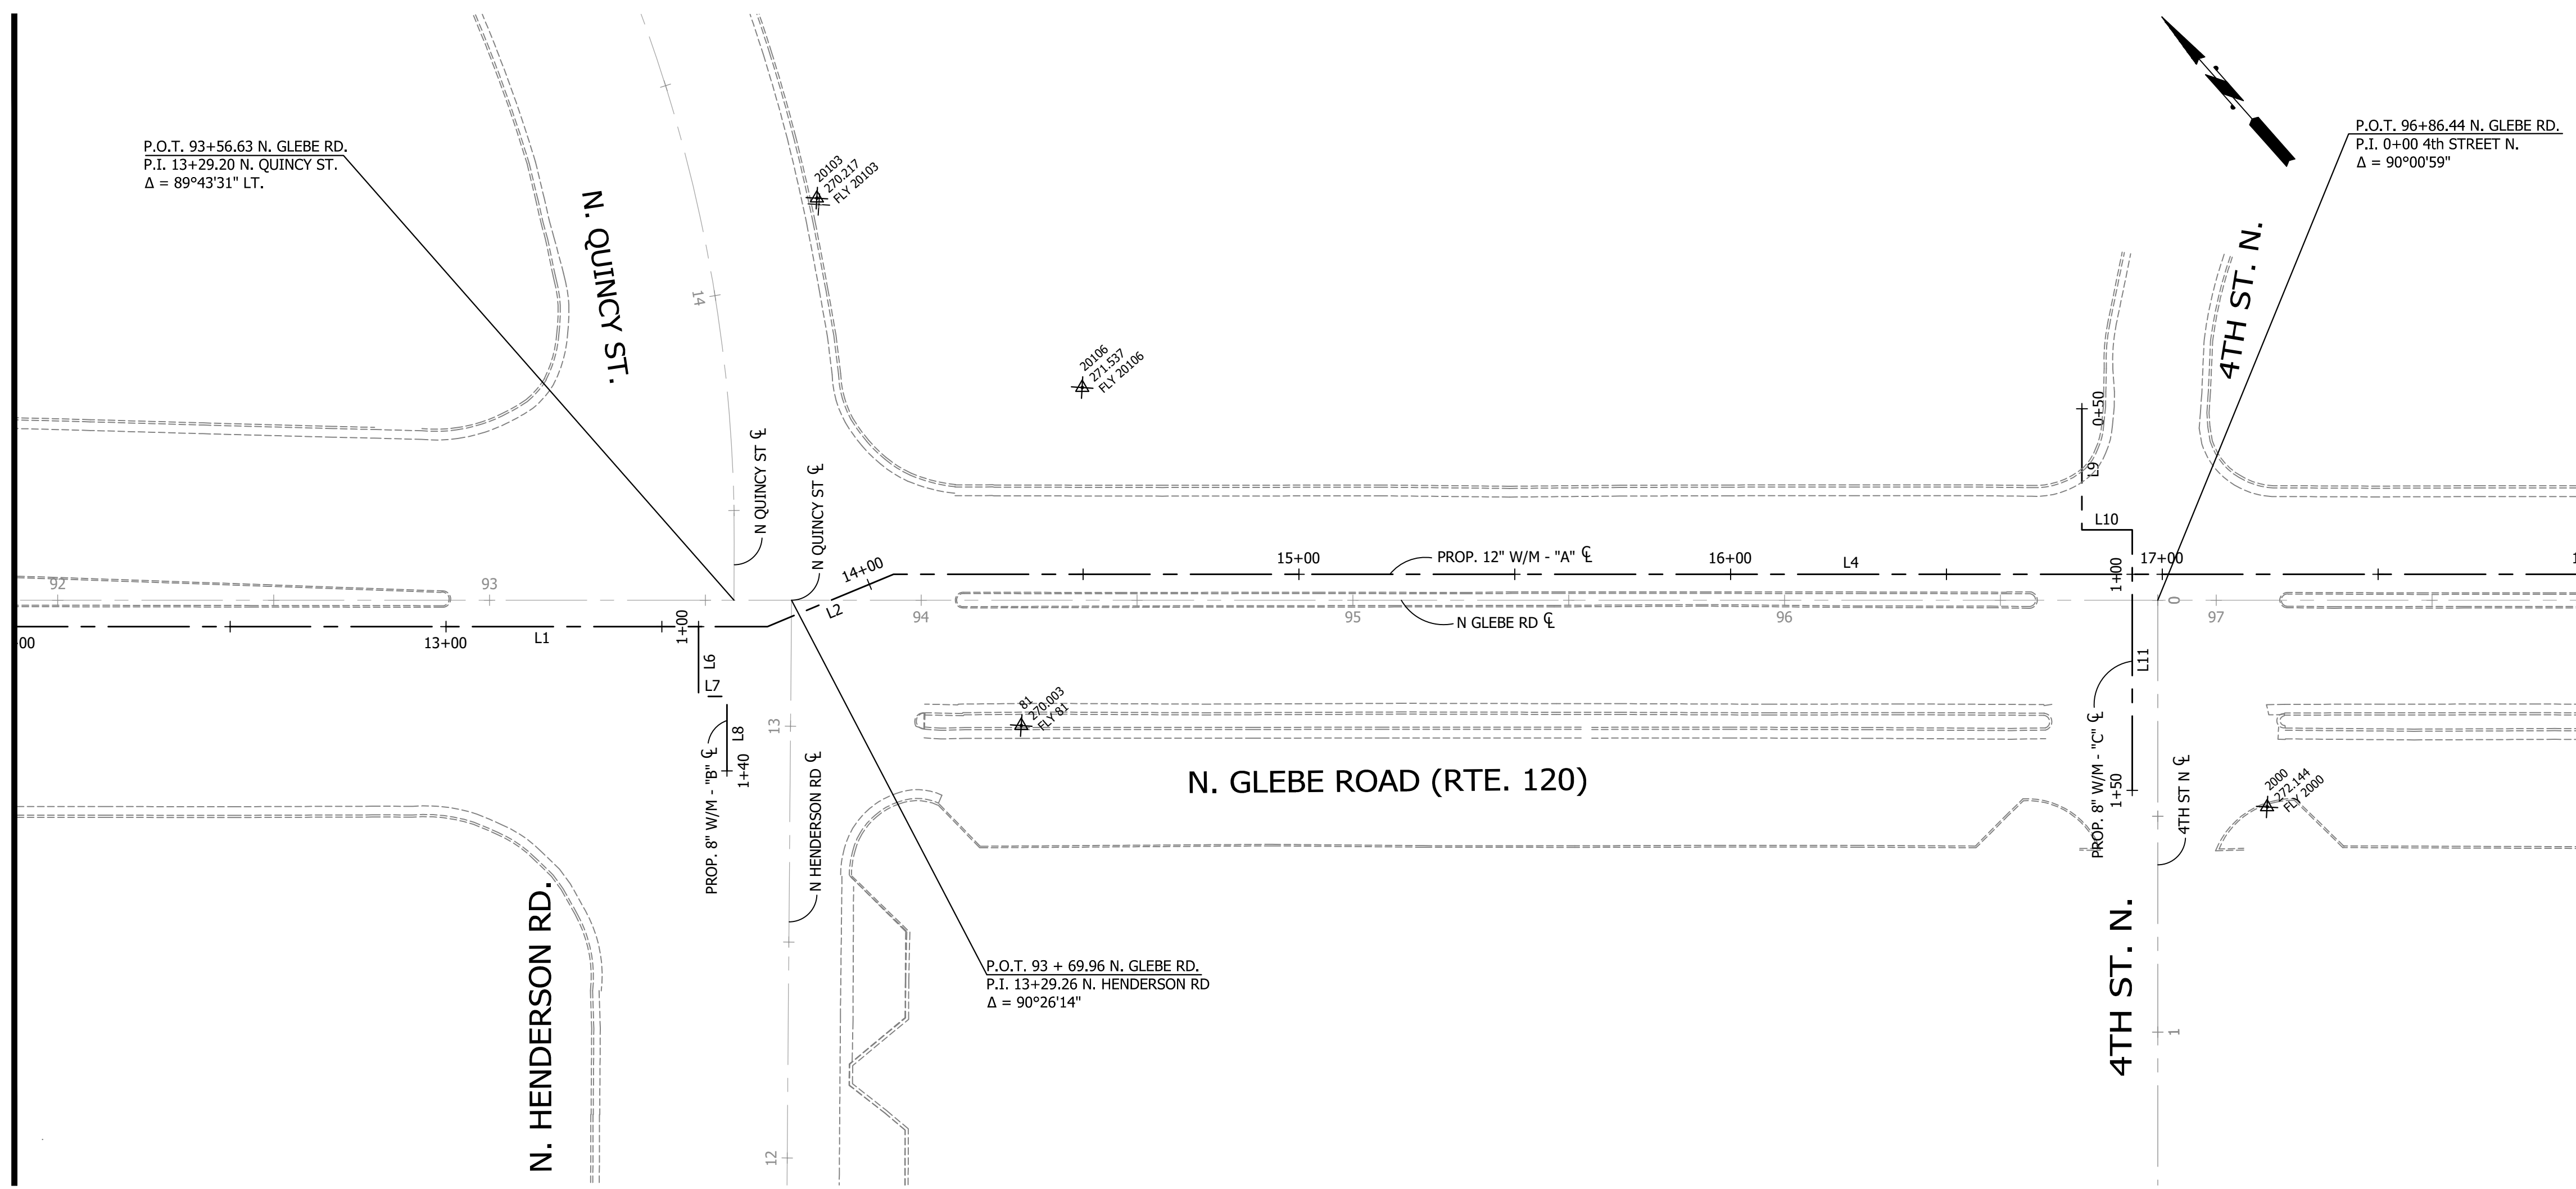 P.O.T. 93+56.63 N. GLEBE RD.
P.I. 13+29.20 N. QUINCY ST.
Δ = 89°43'31" LT.
N. QUINCY ST.
14
20103
270.217
FLY 20103
20106
271.537
FLY 20106
N QUINCY ST ℄
N QUINCY ST ℄
P.O.T. 96+86.44 N. GLEBE RD.
P.I. 0+00 4th STREET N.
Δ = 90°00'59"
4TH ST. N.
0+50
L9
L10
92
93
14+00
15+00
PROP. 12" W/M - "A" ℄
16+00
L4
1+00
17+00
1
00
13+00
L1
1+00
L2
94
95
N GLEBE RD ℄
96
0
97
L6
L7
L8
1+40
PROP. 8" W/M - "B" ℄
13
N HENDERSON RD ℄
81
270.003
FLY 81
N. GLEBE ROAD (RTE. 120)
L11
PROP. 8" W/M - "C" ℄
1+50
4TH ST N ℄
2000
272.144
FLY 2000
N. HENDERSON RD.
P.O.T. 93 + 69.96 N. GLEBE RD.
P.I. 13+29.26 N. HENDERSON RD
Δ = 90°26'14"
4TH ST. N.
1
12